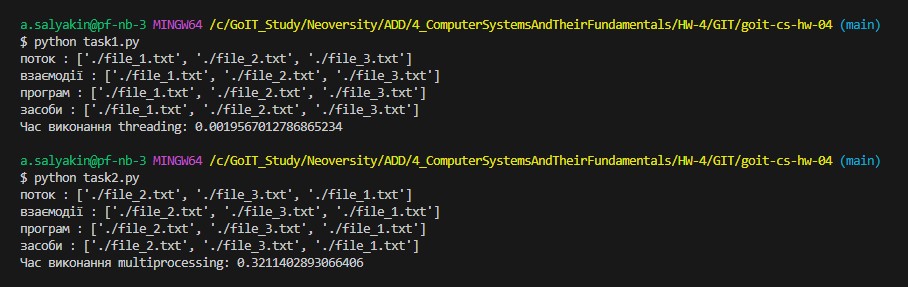 a.salyakin@pf-nb-3 MINGW64 /c/GoIT_Study/Neoversity/ADD/4_ComputerSystemsAndTheirFundamentals/HW-4/GIT/goit-cs-hw-04 (main)
$ python task1.py
поток : ['./file_1.txt', './file_2.txt', './file_3.txt']
взаємодії : ['./file_1.txt', './file_2.txt', './file_3.txt']
програм : ['./file_1.txt', './file_2.txt', './file_3.txt']
засоби : ['./file_1.txt', './file_2.txt', './file_3.txt']
Час виконання threading: 0.0019567012786865234
a.salyakin@pf-nb-3 MINGW64 /c/GoIT_Study/Neoversity/ADD/4_ComputerSystemsAndTheirFundamentals/HW-4/GIT/goit-cs-hw-04 (main)
$ python task2.py
поток : ['./file_2.txt', './file_3.txt', './file_1.txt']
взаємодії : ['./file_2.txt', './file_3.txt', './file_1.txt']
програм : ['./file_2.txt', './file_3.txt', './file_1.txt']
засоби : ['./file_2.txt', './file_3.txt', './file_1.txt']
Час виконання multiprocessing: 0.3211402893066406